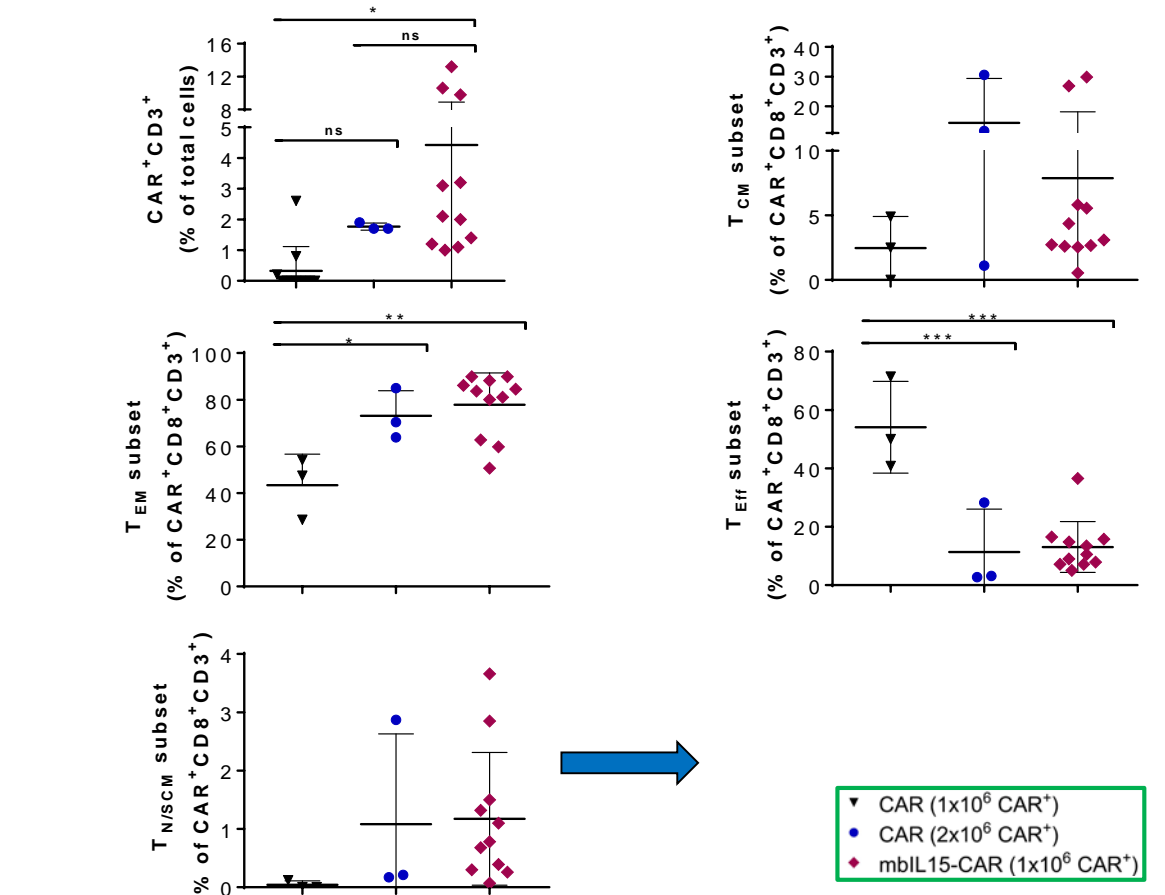 *
ns
ns
CAR⁺CD3⁺
(% of total cells)
16
12
8
5
4
3
2
1
0
T_CM subset
(% of CAR⁺CD8⁺CD3⁺)
40
30
20
10
5
0
**
*
T_EM subset
(% of CAR⁺CD8⁺CD3⁺)
100
80
60
40
20
0
***
***
T_Eff subset
(% of CAR⁺CD8⁺CD3⁺)
80
60
40
20
0
T_N/SCM subset
% of CAR⁺CD8⁺CD3⁺)
4
3
2
1
0
CAR (1x10⁶ CAR⁺)
CAR (2x10⁶ CAR⁺)
mbIL15-CAR (1x10⁶ CAR⁺)